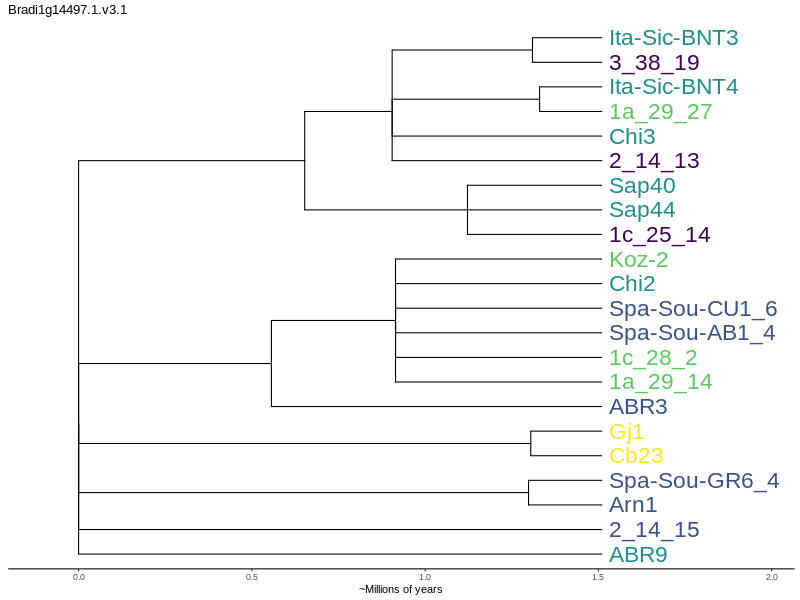 Bradi1g14497.1.v3.1
Ita-Sic-BNT3
3_38_19
Ita-Sic-BNT4
1a_29_27
Chi3
2_14_13
Sap40
Sap44
1c_25_14
Koz-2
Chi2
Spa-Sou-CU1_6
Spa-Sou-AB1_4
1c_28_2
1a_29_14
ABR3
Gj1
Cb23
Spa-Sou-GR6_4
Arn1
2_14_15
ABR9
0.0 0.5 1.0 1.5 2.0
~Millions of years